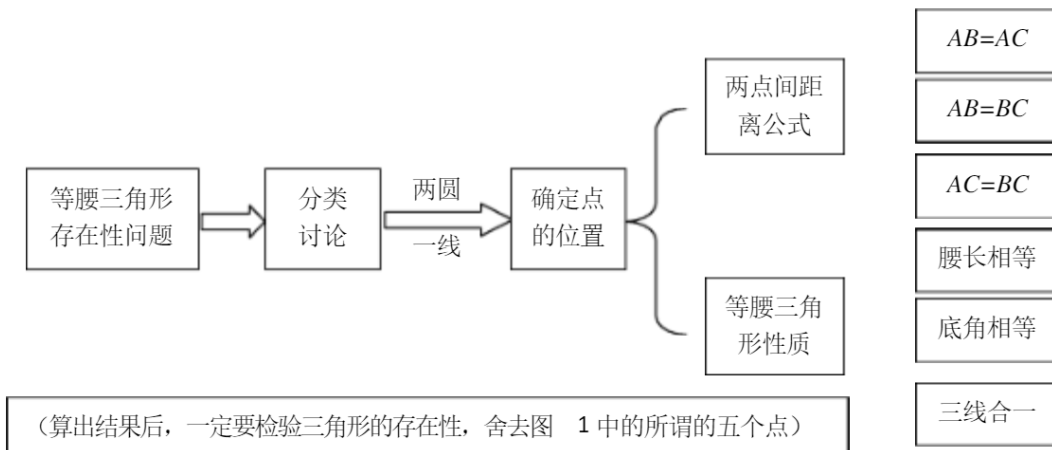 等腰三角形
存在性问题
分类
讨论
两圆
一线
确定点
的位置
两点间距
离公式
等腰三角
形性质
AB=AC
AB=BC
AC=BC
腰长相等
底角相等
三线合一
（算出结果后，一定要检验三角形的存在性，舍去图 1 中的所谓的五个点）